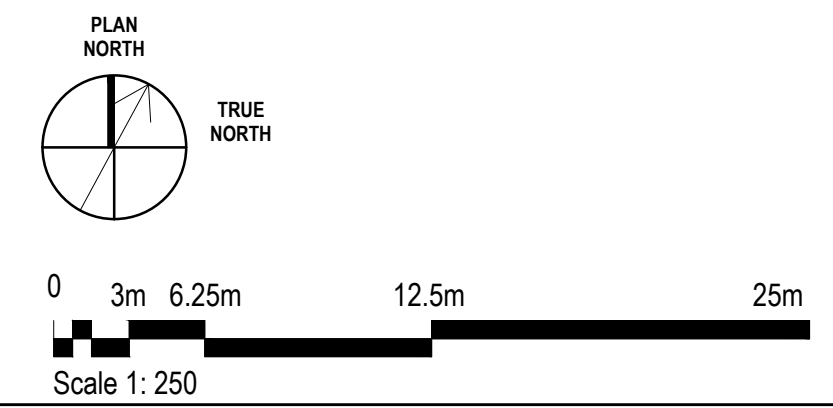 PLAN
NORTH
TRUE
NORTH
0 3m 6.25m 12.5m 25m
Scale 1: 250